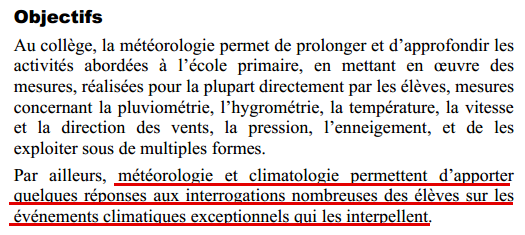 Objectifs
Au collège, la météorologie permet de prolonger et d’approfondir les
activités abordées à l’école primaire, en mettant en œuvre des
mesures, réalisées pour la plupart directement par les élèves, mesures
concernant la pluviométrie, l’hygrométrie, la température, la vitesse
et la direction des vents, la pression, l’enneigement, et de les
exploiter sous de multiples formes.
Par ailleurs, météorologie et climatologie permettent d’apporter
quelques réponses aux interrogations nombreuses des élèves sur les
événements climatiques exceptionnels qui les interpellent.